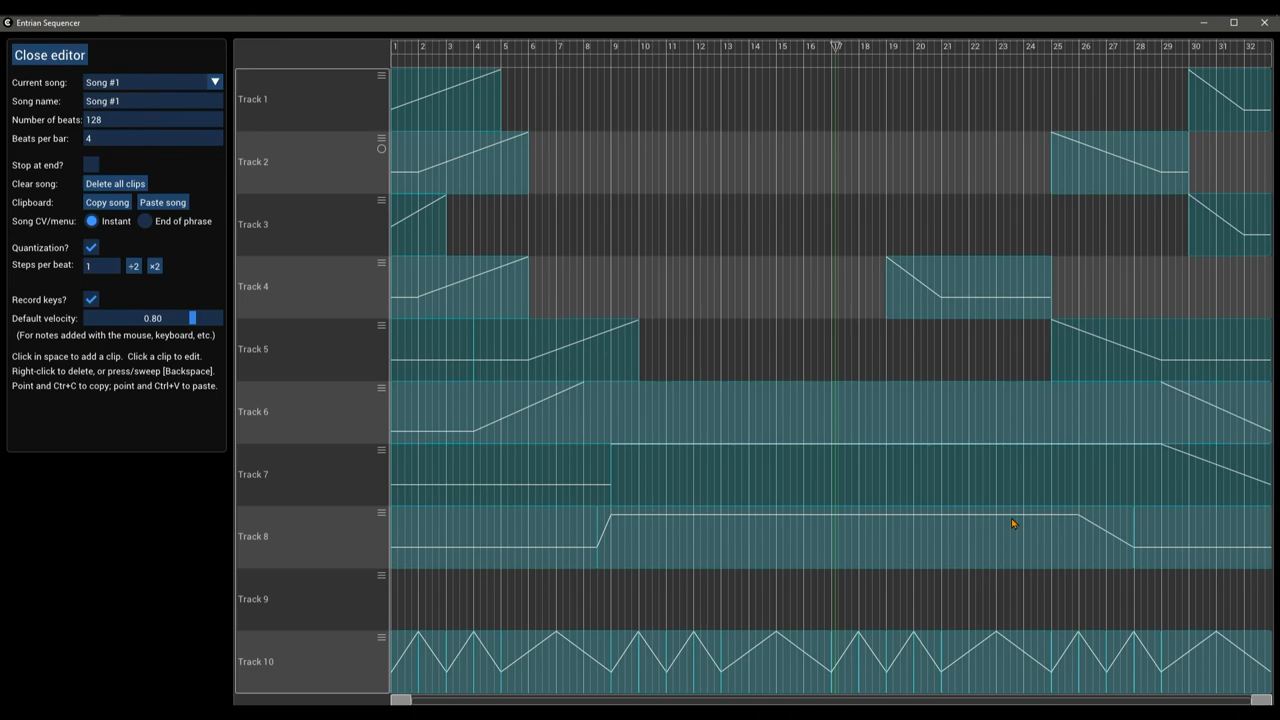 Entrian Sequencer
Close editor
Current song: Song #1
Song name: Song #1
Number of beats: 128
Beats per bar: 4
Stop at end?
Clear song: Delete all clips
Clipboard: Copy song Paste song
Song CV/menu: Instant End of phrase
Quantization?
Steps per beat: 1 ÷2 ×2
Record keys?
Default velocity: 0.80
(For notes added with the mouse, keyboard, etc.)
Click in space to add a clip. Click a clip to edit.
Right-click to delete, or press/sweep [Backspace].
Point and Ctr+C to copy; point and Ctrl+V to paste.
1 2 3 4 5 6 7 8 9 10 11 12 13 14 15 16 17 18 19 20 21 22 23 24 25 26 27 28 29 30 31 32
Track 1
Track 2
Track 3
Track 4
Track 5
Track 6
Track 7
Track 8
Track 9
Track 10